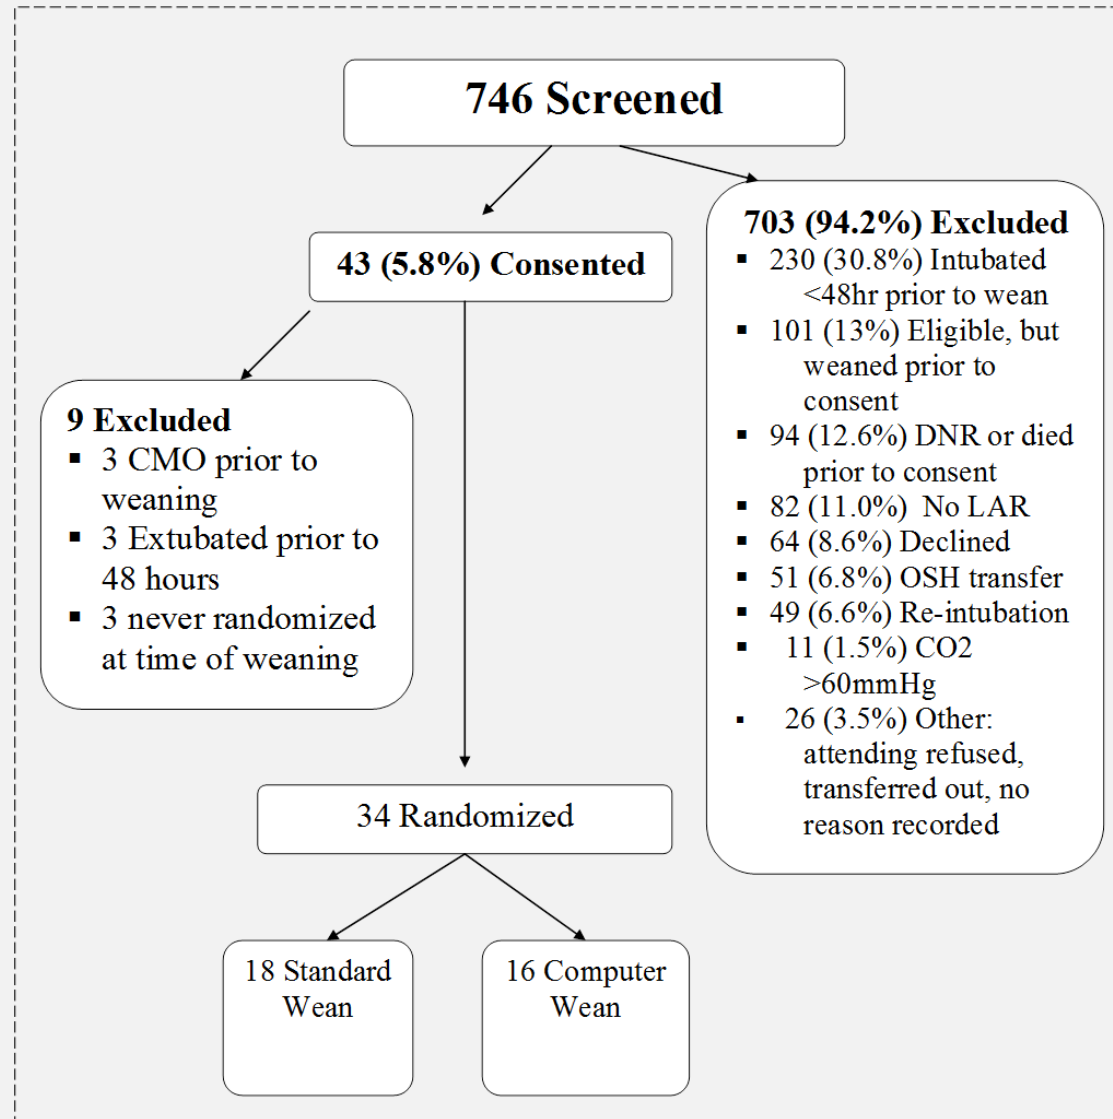 746 Screened
43 (5.8%) Consented
703 (94.2%) Excluded
▪ 230 (30.8%) Intubated
<48hr prior to wean
▪ 101 (13%) Eligible, but
weaned prior to
consent
▪ 94 (12.6%) DNR or died
prior to consent
▪ 82 (11.0%) No LAR
▪ 64 (8.6%) Declined
▪ 51 (6.8%) OSH transfer
▪ 49 (6.6%) Re-intubation
▪ 11 (1.5%) CO2
>60mmHg
▪ 26 (3.5%) Other:
attending refused,
transferred out, no
reason recorded
9 Excluded
▪ 3 CMO prior to
weaning
▪ 3 Extubated prior to
48 hours
▪ 3 never randomized
at time of weaning
34 Randomized
18 Standard
Wean
16 Computer
Wean